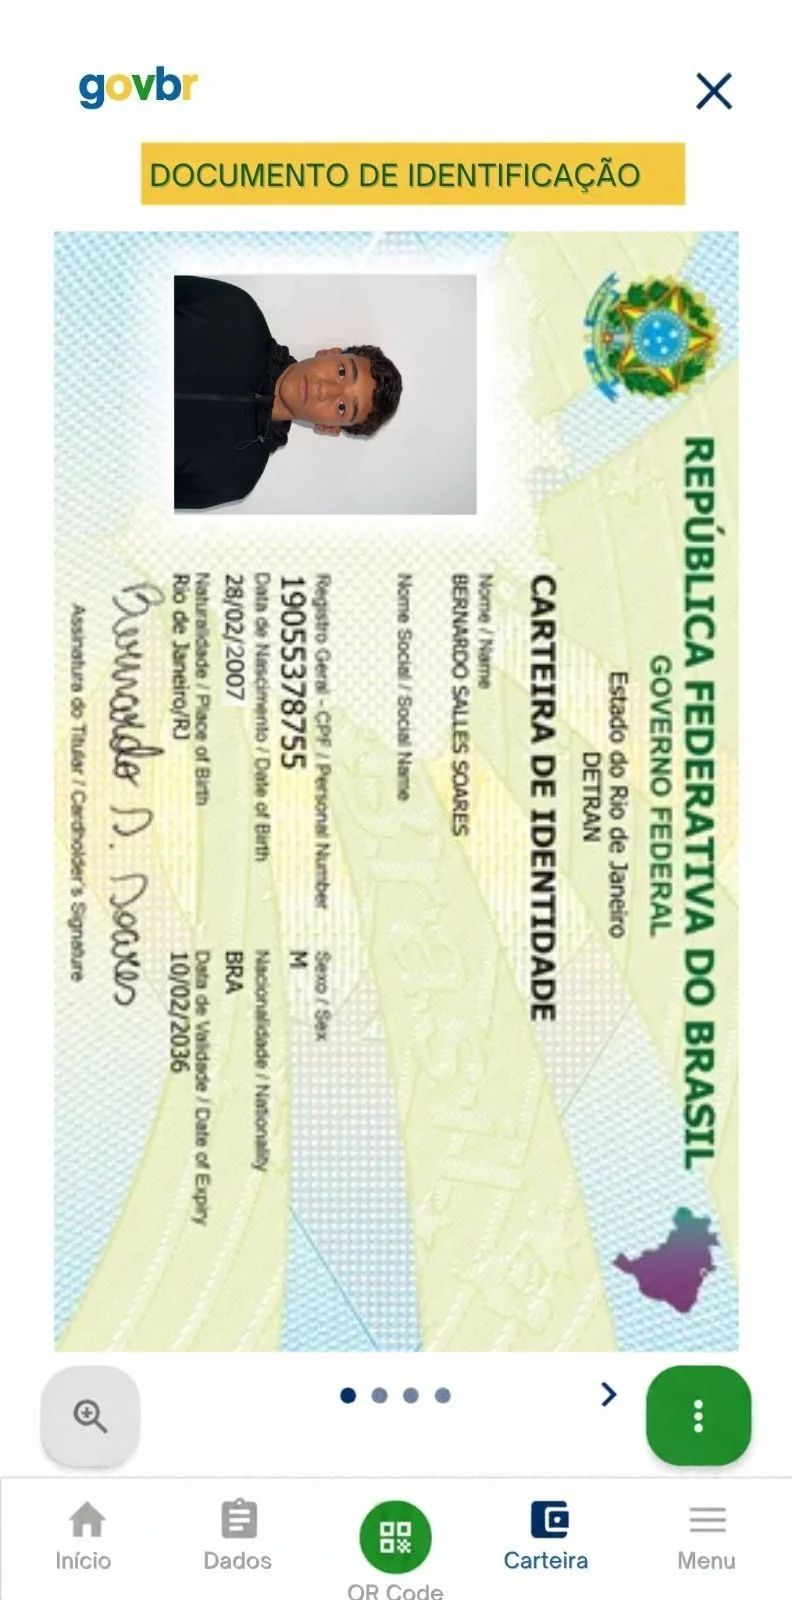 govbr
DOCUMENTO DE IDENTIFICAÇÃO
REPÚBLICA FEDERATIVA DO BRASIL
GOVERNO FEDERAL
Estado do Rio de Janeiro
DETRAN
CARTEIRA DE IDENTIDADE
Nome / Name
BERNARDO SALLES SOARES
Nome Social / Social Name
Registro Geral - CPF / Personal Number Sexo / Sex
19055378755 M
Data de Nascimento / Date of Birth Nacionalidade / Nationality
28/02/2007 BRA
Naturalidade / Place of Birth Data de Validade / Date of Expiry
Rio de Janeiro/RJ 10/02/2036
Bernardo S. Soares
Assinatura do Titular / Cardholder's Signature
Brasil
Início Dados QR Code Carteira Menu